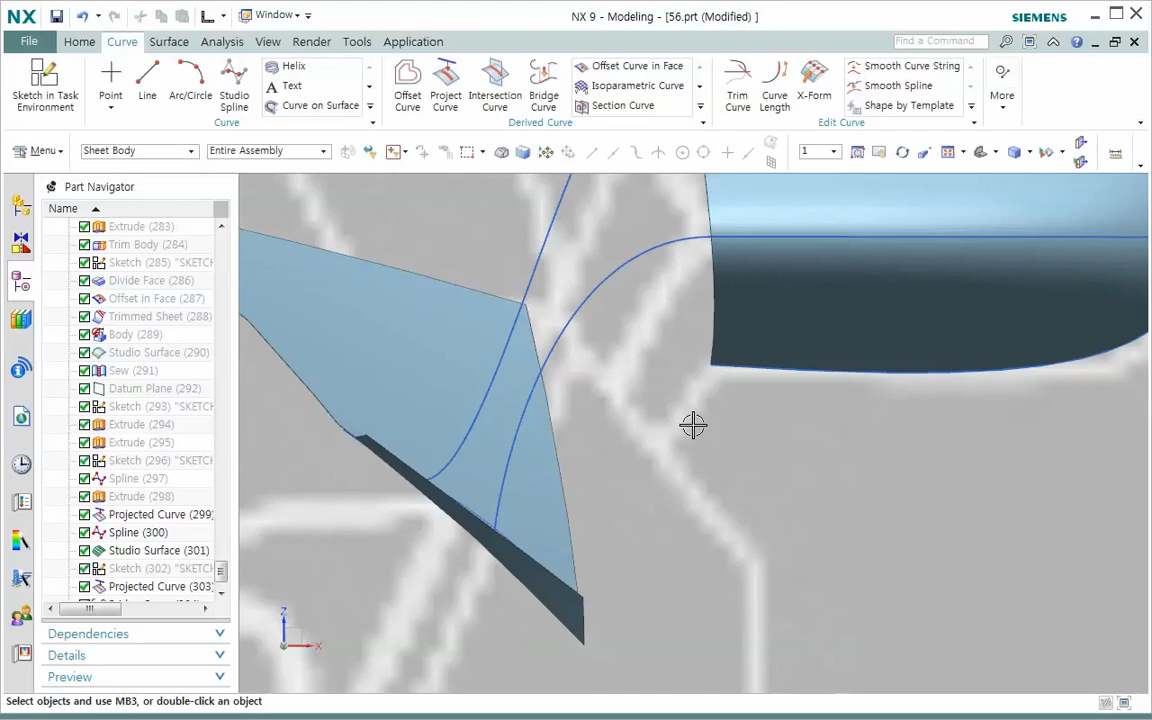 NX
Window
NX 9 - Modeling - [56.prt (Modified) ]
SIEMENS
File
Home
Curve
Surface
Analysis
View
Render
Tools
Application
Find a Command
Sketch in Task
Environment
Point
Line
Arc/Circle
Studio
Spline
Helix
Text
Curve on Surface
Curve
Offset
Curve
Project
Curve
Intersection
Curve
Bridge
Curve
Offset Curve in Face
Isoparametric Curve
Section Curve
Derived Curve
Trim
Curve
Curve
Length
X-Form
Smooth Curve String
Smooth Spline
Shape by Template
Edit Curve
More
Menu
Sheet Body
Entire Assembly
1
Part Navigator
Name
Extrude (283)
Trim Body (284)
Sketch (285) "SKETCH
Divide Face (286)
Offset in Face (287)
Trimmed Sheet (288)
Body (289)
Studio Surface (290)
Sew (291)
Datum Plane (292)
Sketch (293) "SKETCH
Extrude (294)
Extrude (295)
Sketch (296) "SKETCH
Spline (297)
Extrude (298)
Projected Curve (299)
Spline (300)
Studio Surface (301)
Sketch (302) "SKETCH
Projected Curve (303)
Dependencies
Details
Preview
Z
X
Select objects and use MB3, or double-click an object